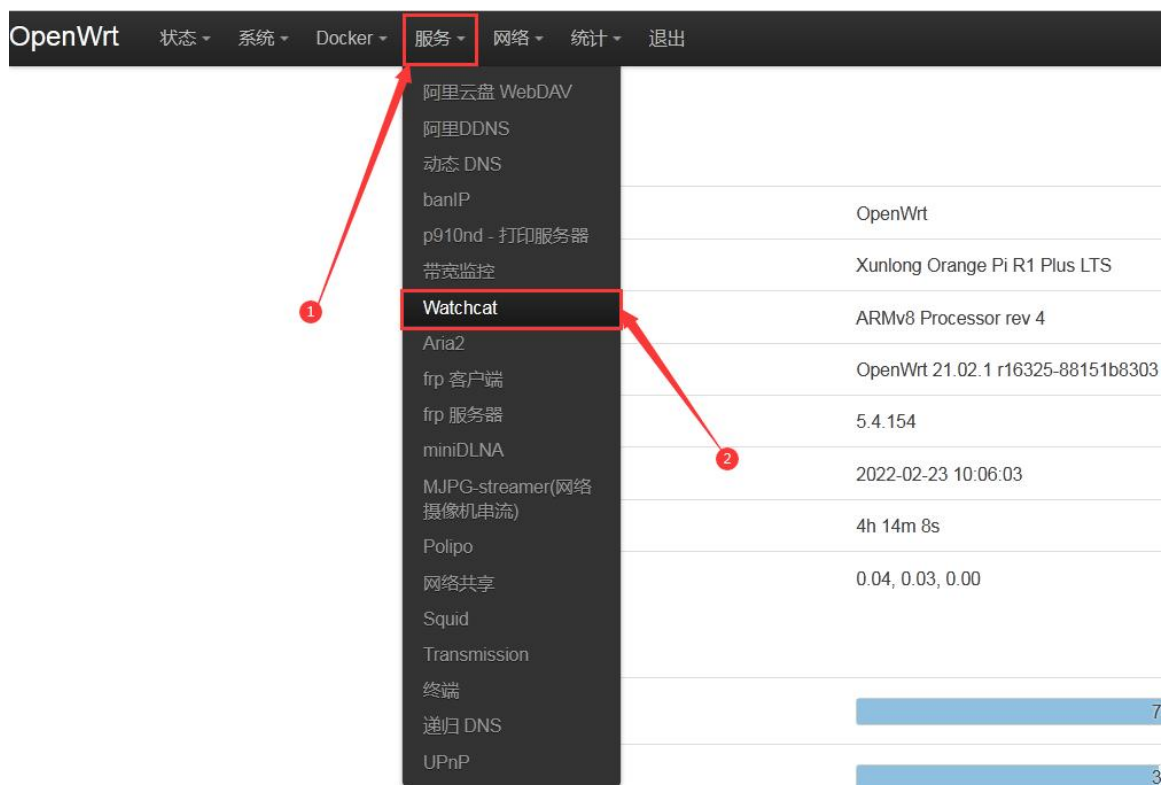 OpenWrt 状态 系统 Docker 服务 网络 统计 退出
阿里云盘 WebDAV
阿里DDNS
动态 DNS
banIP
p910nd - 打印服务器
带宽监控
Watchcat
Aria2
frp 客户端
frp 服务器
miniDLNA
MJPG-streamer(网络
摄像机串流)
Polipo
网络共享
Squid
Transmission
终端
递归 DNS
UPnP
1
2
OpenWrt
Xunlong Orange Pi R1 Plus LTS
ARMv8 Processor rev 4
OpenWrt 21.02.1 r16325-88151b8303
5.4.154
2022-02-23 10:06:03
4h 14m 8s
0.04, 0.03, 0.00
7
3